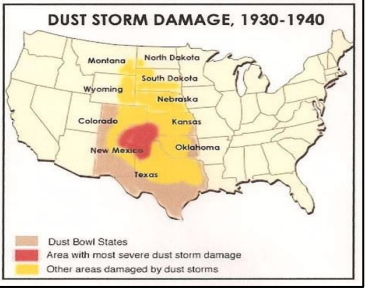 DUST STORM DAMAGE, 1930-1940
Montana
North Dakota
South Dakota
Wyoming
Nebraska
Colorado
Kansas
New Mexico
Oklahoma
Texas
Dust Bowl States
Area with most severe dust storm damage
Other areas damaged by dust storms